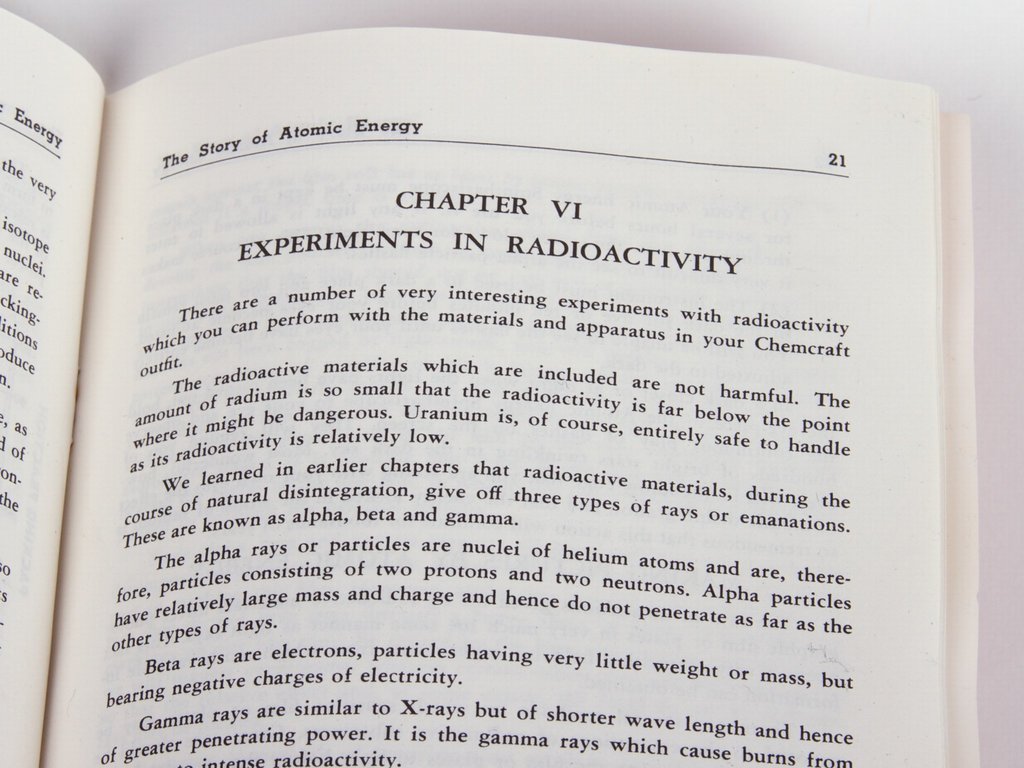 Energy
the very
isotope
nuclei.
are re-
cking-
litions
oduce
n.
, as
d of
on-
the
The Story of Atomic Energy 21
CHAPTER VI
EXPERIMENTS IN RADIOACTIVITY
There are a number of very interesting experiments with radioactivity
which you can perform with the materials and apparatus in your Chemcraft
outfit.
The radioactive materials which are included are not harmful. The
amount of radium is so small that the radioactivity is far below the point
where it might be dangerous. Uranium is, of course, entirely safe to handle
as its radioactivity is relatively low.
We learned in earlier chapters that radioactive materials, during the
course of natural disintegration, give off three types of rays or emanations.
These are known as alpha, beta and gamma.
The alpha rays or particles are nuclei of helium atoms and are, there-
fore, particles consisting of two protons and two neutrons. Alpha particles
have relatively large mass and charge and hence do not penetrate as far as the
other types of rays.
Beta rays are electrons, particles having very little weight or mass, but
bearing negative charges of electricity.
Gamma rays are similar to X-rays but of shorter wave length and hence
of greater penetrating power. It is the gamma rays which cause burns from
intense radioactivity.